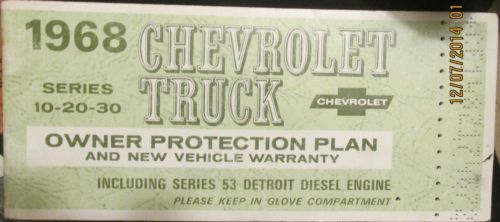 1968 CHEVROLET
SERIES TRUCK
10-20-30
CHEVROLET
OWNER PROTECTION PLAN
AND NEW VEHICLE WARRANTY
INCLUDING SERIES 53 DETROIT DIESEL ENGINE
PLEASE KEEP IN GLOVE COMPARTMENT
12/07/2014 01